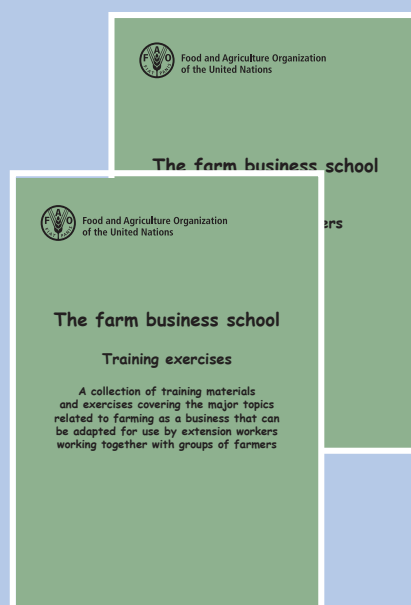 Food and Agriculture Organization
of the United Nations
The farm business school
ers
FAO
FIAT PANIS
Food and Agriculture Organization
of the United Nations
The farm business school
Training exercises
A collection of training materials
and exercises covering the major topics
related to farming as a business that can
be adapted for use by extension workers
working together with groups of farmers